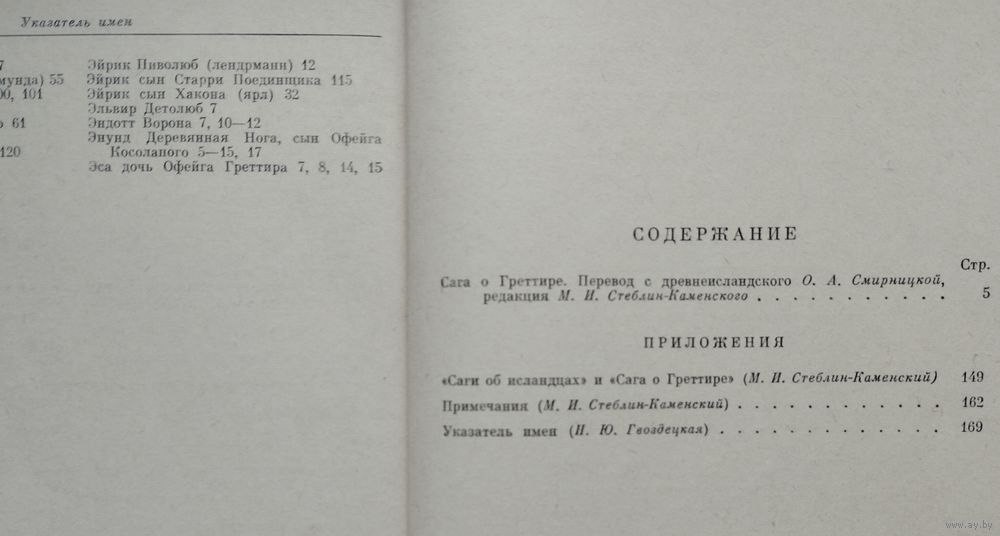 Указатель имен
7
мунда) 55
00, 101
о 61
120
Эйрик Пиволюб (лендрманн) 12
Эйрик сын Старри Поединщика 115
Эйрик сын Хакона (ярл) 32
Эльвир Детолюб 7
Эндотт Ворона 7, 10—12
Энунд Деревянная Нога, сын Офейга
Косолапого 5—15, 17
Эса дочь Офейга Греттира 7, 8, 14, 15
СОДЕРЖАНИЕ
Стр.
Сага о Греттире. Перевод с древнеисландского О. А. Смирницкой,
редакция М. И. Стеблин-Каменского . . . . . . . . . . . 5
ПРИЛОЖЕНИЯ
«Саги об исландцах» и «Сага о Греттире» (М. И. Стеблин-Каменский) 149
Примечания (М. И. Стеблин-Каменский) . . . . . . . . . . . . 162
Указатель имен (Н. Ю. Гвоздецкая) . . . . . . . . . . . . . 169
www.ay.by